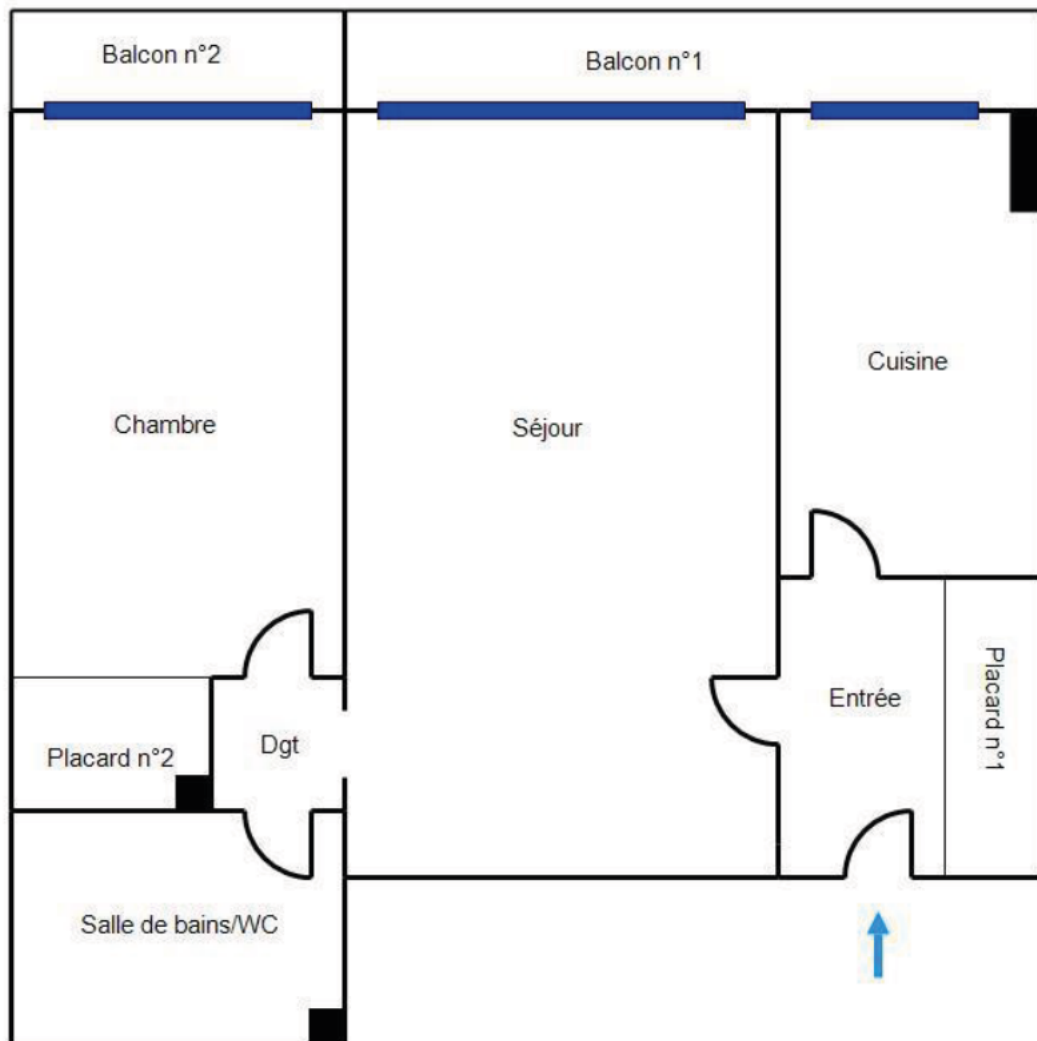 Balcon n°2
Balcon n°1
Cuisine
Chambre
Séjour
Entrée
Placard n°1
Dgt
Placard n°2
Salle de bains/WC